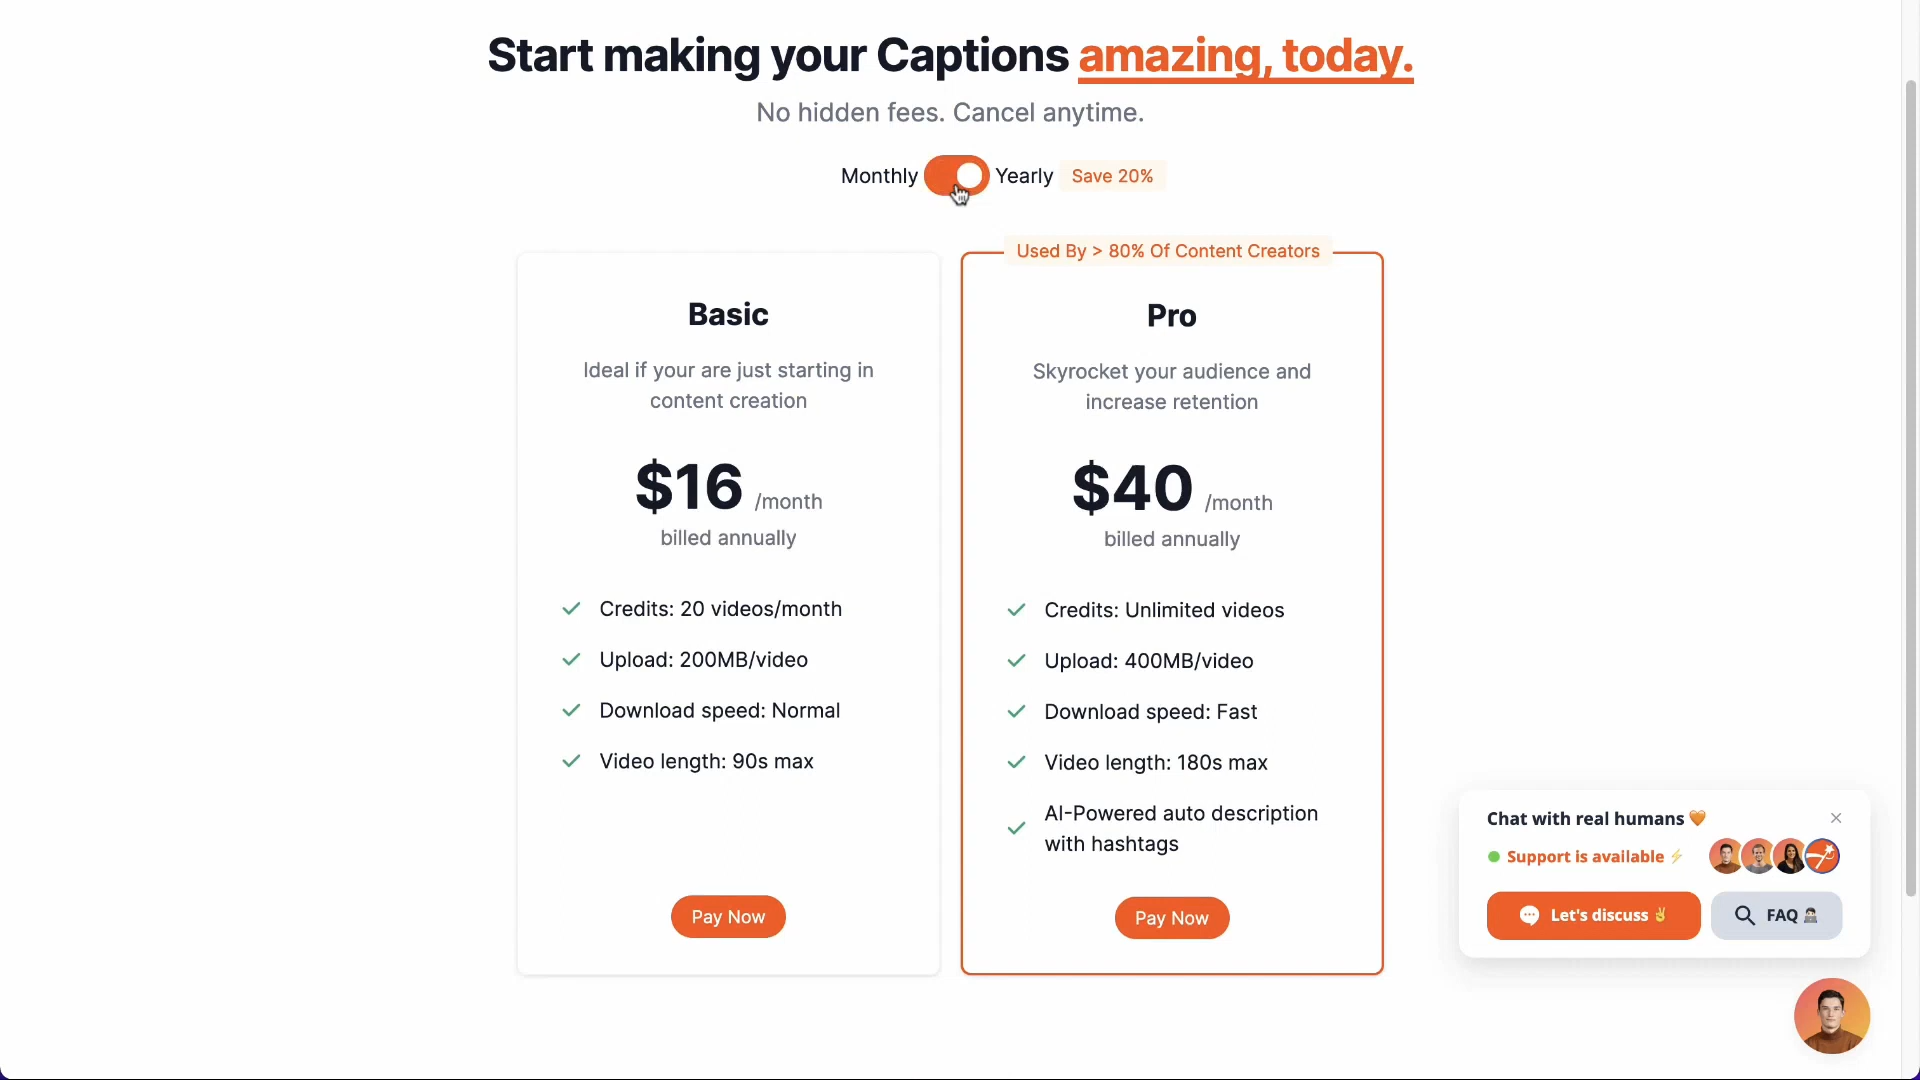 Start making your Captions amazing, today.
No hidden fees. Cancel anytime.
Monthly Yearly Save 20%
Used By > 80% Of Content Creators
Basic
Ideal if your are just starting in
content creation
$16 /month
billed annually
Credits: 20 videos/month
Upload: 200MB/video
Download speed: Normal
Video length: 90s max
Pay Now
Pro
Skyrocket your audience and
increase retention
$40 /month
billed annually
Credits: Unlimited videos
Upload: 400MB/video
Download speed: Fast
Video length: 180s max
AI-Powered auto description
with hashtags
Pay Now
Chat with real humans 🧡
Support is available ⚡
Let's discuss ✌
FAQ